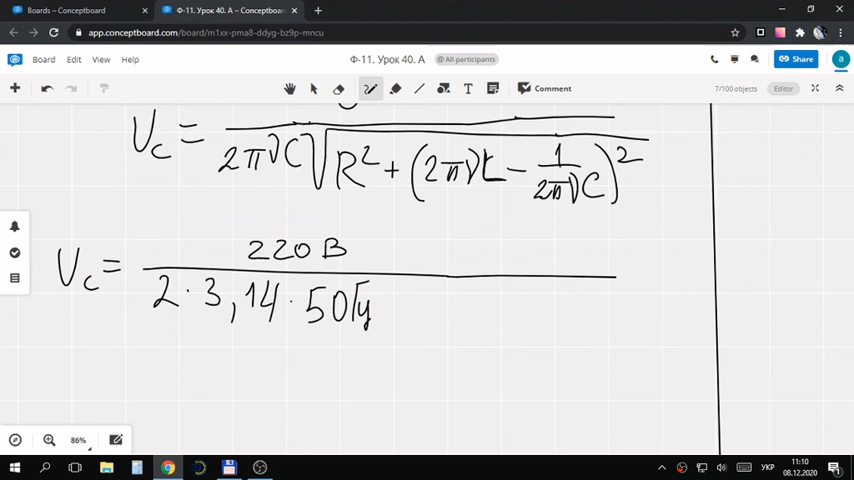 Boards – Conceptboard
Ф-11. Урок 40. А – Conceptboard
app.conceptboard.com/board/m1xx-pma8-ddyg-bz9p-mncu
Board Edit View Help
Ф-11. Урок 40. А
All participants
Share
a
T
Comment
7/100 objects
Editor
U_C = ——— / 2πνC√(R² + (2πνL − 1/(2πνC))²)
U_C = 220 В / 2 · 3,14 · 50Гц
86%
УКР
11:10
08.12.2020
1